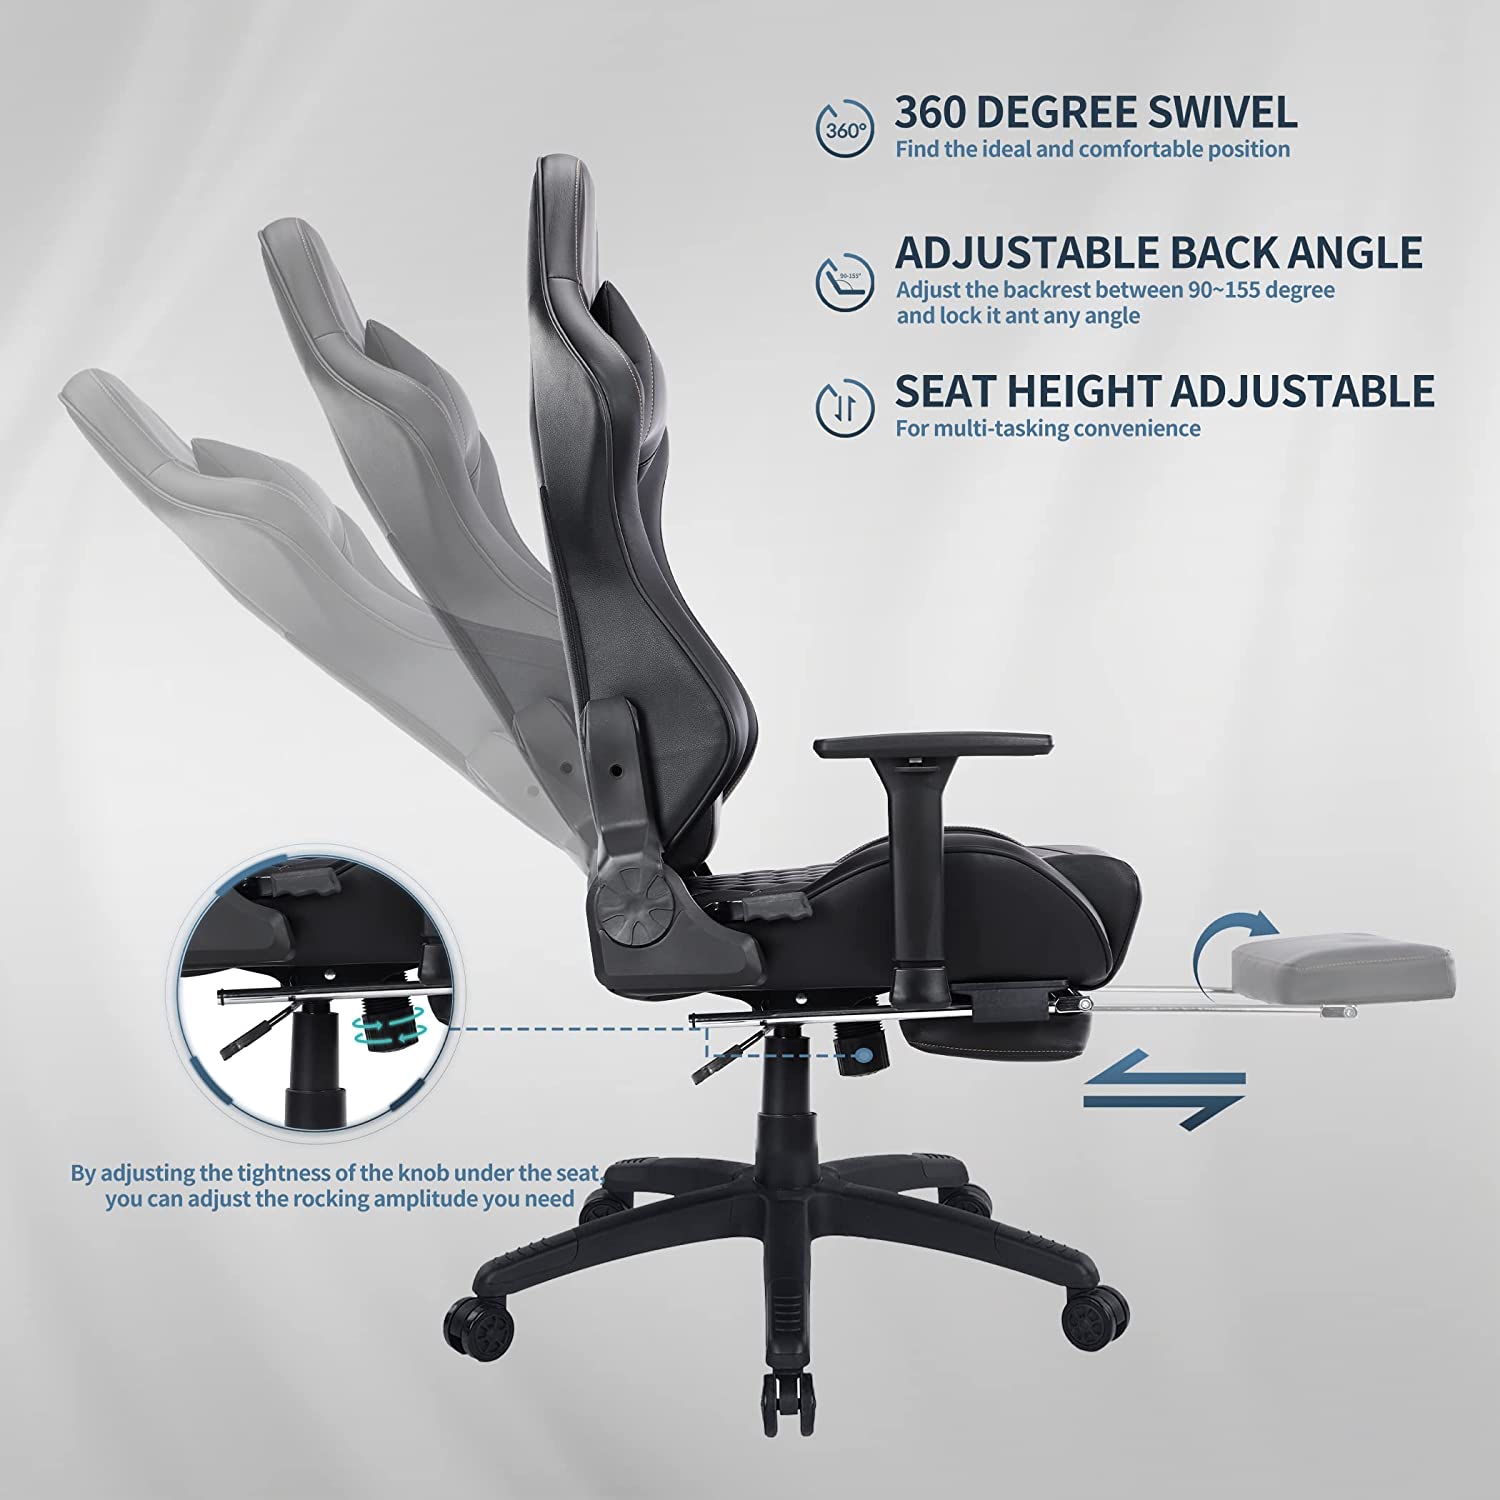 360°
360 DEGREE SWIVEL
Find the ideal and comfortable position
90-155°
ADJUSTABLE BACK ANGLE
Adjust the backrest between 90~155 degree
and lock it ant any angle
SEAT HEIGHT ADJUSTABLE
For multi-tasking convenience
By adjusting the tightness of the knob under the seat,
you can adjust the rocking amplitude you need